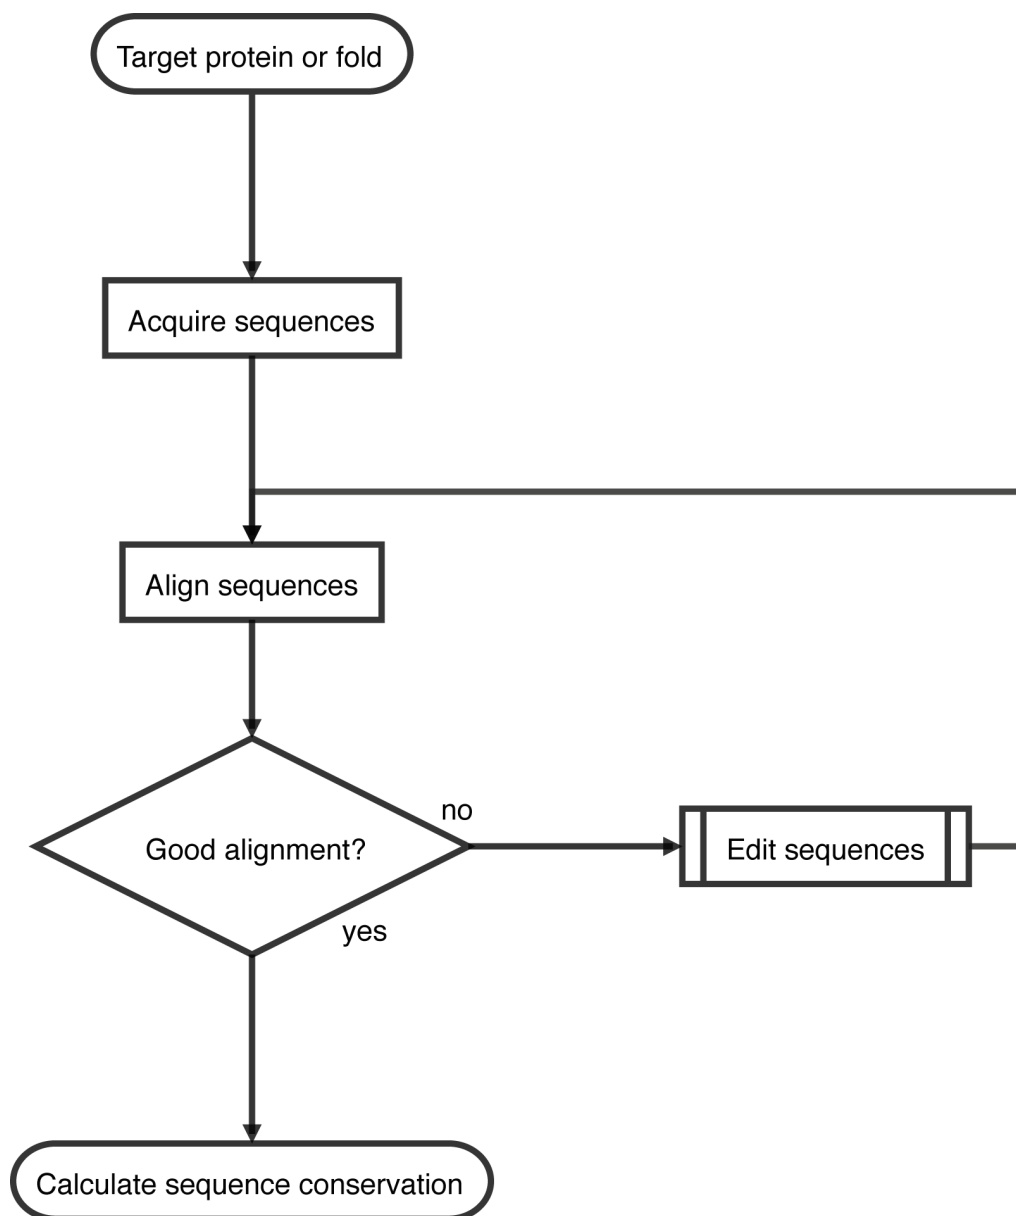 Target protein or fold
Acquire sequences
Align sequences
no
Good alignment?
Edit sequences
yes
Calculate sequence conservation